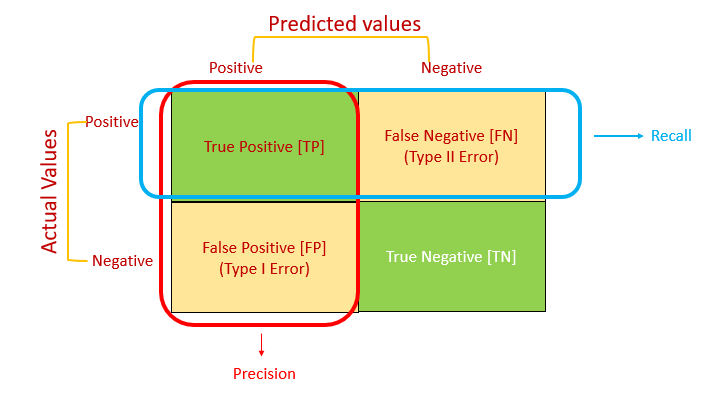 Predicted values
Positive
Negative
Actual Values
Positive
True Positive [TP]
False Negative [FN]
(Type II Error)
Recall
Negative
False Positive [FP]
(Type I Error)
True Negative [TN]
Precision